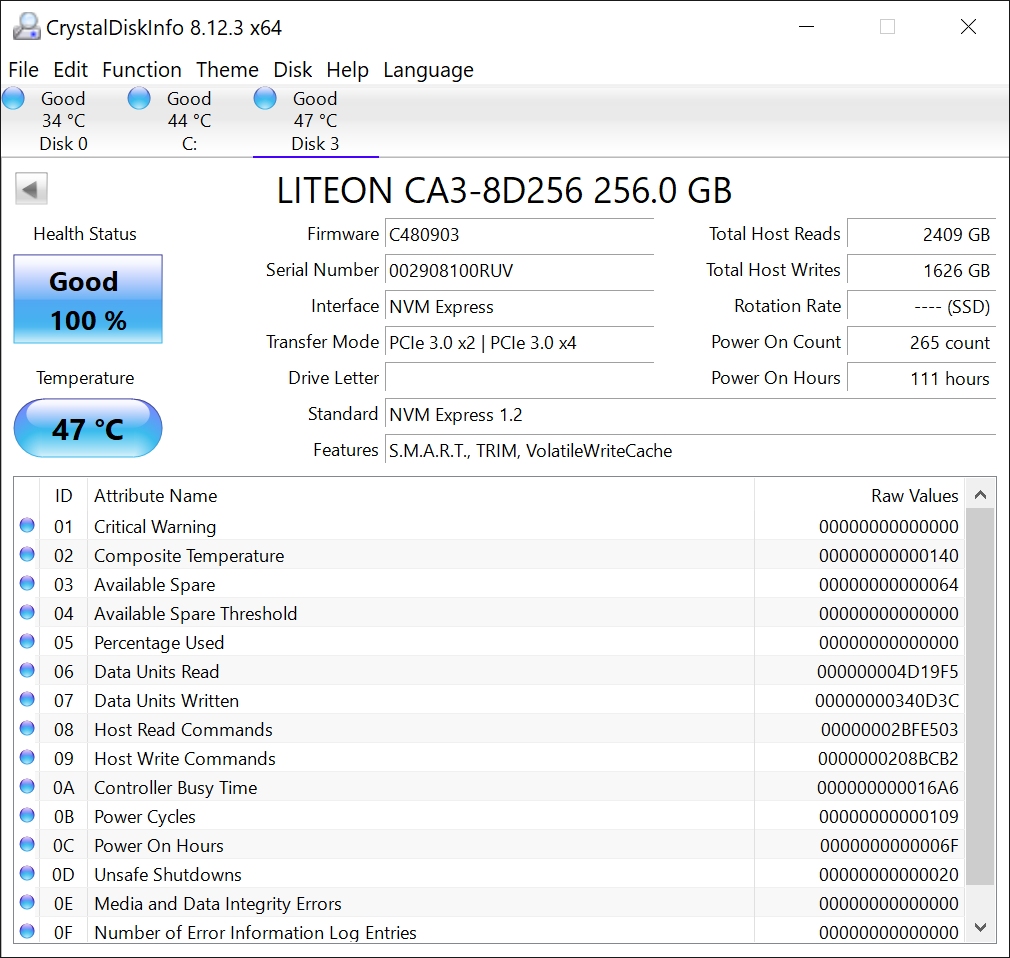 CrystalDiskInfo 8.12.3 x64
File Edit Function Theme Disk Help Language
Good Good Good
34 °C 44 °C 47 °C
Disk 0 C: Disk 3
LITEON CA3-8D256 256.0 GB
Health Status Firmware C480903 Total Host Reads 2409 GB
Good Serial Number 002908100RUV Total Host Writes 1626 GB
100 % Interface NVM Express Rotation Rate ---- (SSD)
Transfer Mode PCIe 3.0 x2 | PCIe 3.0 x4 Power On Count 265 count
Temperature Drive Letter Power On Hours 111 hours
47 °C Standard NVM Express 1.2
Features S.M.A.R.T., TRIM, VolatileWriteCache
ID Attribute Name Raw Values
01 Critical Warning 00000000000000
02 Composite Temperature 00000000000140
03 Available Spare 00000000000064
04 Available Spare Threshold 00000000000000
05 Percentage Used 00000000000000
06 Data Units Read 000000004D19F5
07 Data Units Written 00000000340D3C
08 Host Read Commands 00000002BFE503
09 Host Write Commands 0000000208BCB2
0A Controller Busy Time 000000000016A6
0B Power Cycles 00000000000109
0C Power On Hours 0000000000006F
0D Unsafe Shutdowns 00000000000020
0E Media and Data Integrity Errors 00000000000000
0F Number of Error Information Log Entries 00000000000000